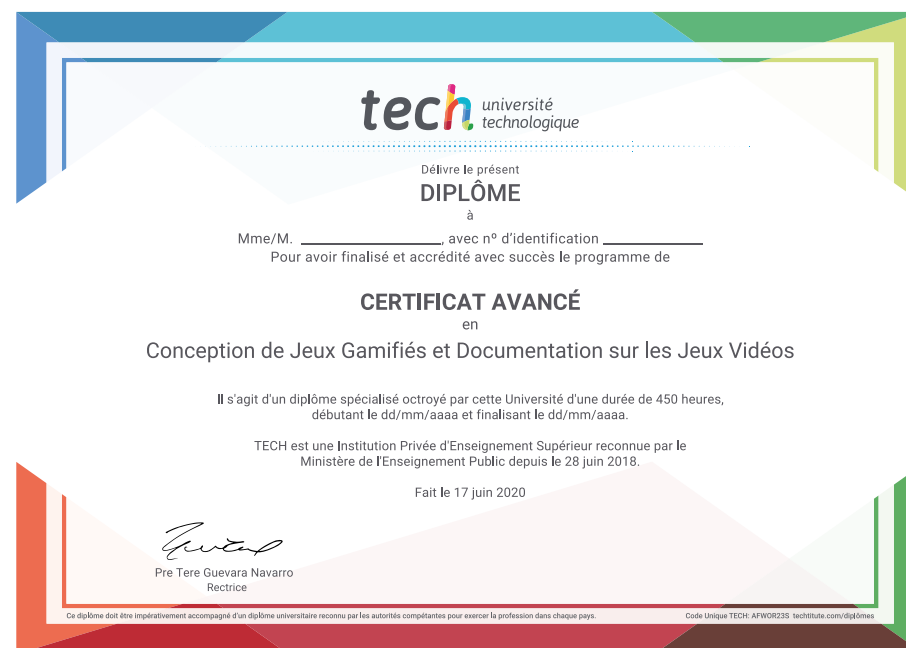 tech université
technologique
Délivre le présent
DIPLÔME
à
Mme/M. ____________________, avec nº d'identification ______________
Pour avoir finalisé et accrédité avec succès le programme de
CERTIFICAT AVANCÉ
en
Conception de Jeux Gamifiés et Documentation sur les Jeux Vidéos
Il s'agit d'un diplôme spécialisé octroyé par cette Université d'une durée de 450 heures,
débutant le dd/mm/aaaa et finalisant le dd/mm/aaaa.
TECH est une Institution Privée d'Enseignement Supérieur reconnue par le
Ministère de l'Enseignement Public depuis le 28 juin 2018.
Fait le 17 juin 2020
Pre Tere Guevara Navarro
Rectrice
Ce diplôme doit être impérativement accompagné d'un diplôme universitaire reconnu par les autorités compétantes pour exercer la profession dans chaque pays. Code Unique TECH: AFWOR23S techtitute.com/diplômes